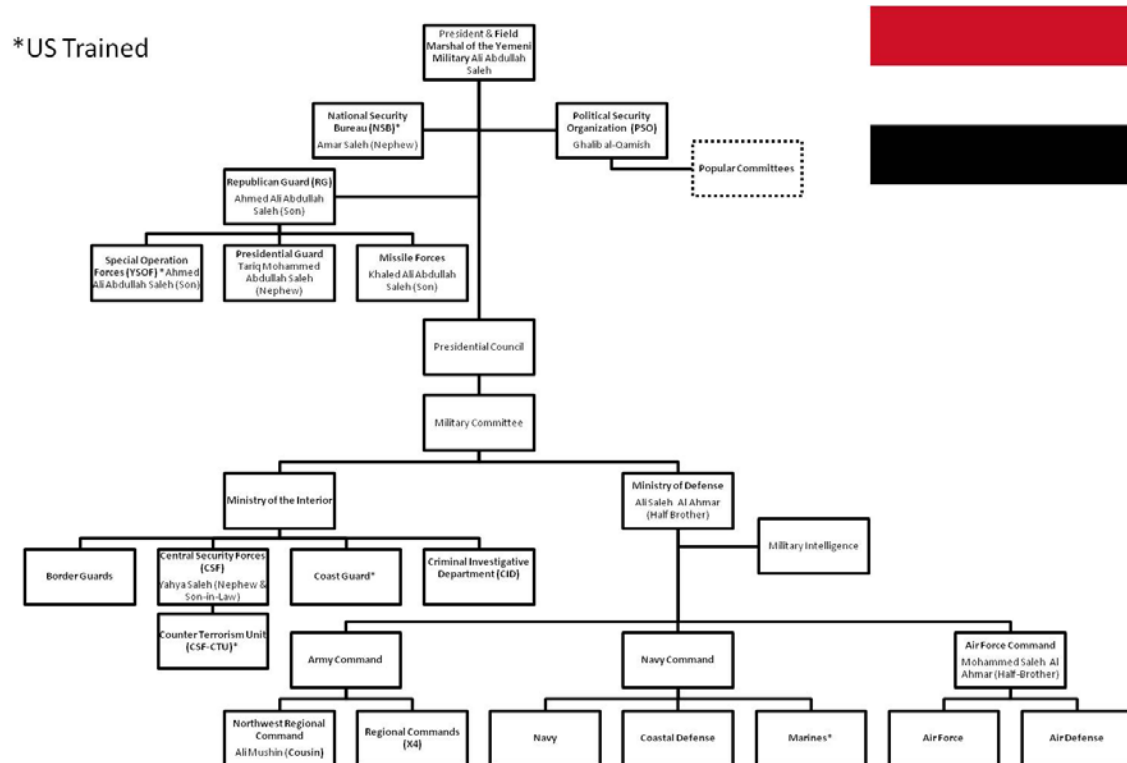 *US Trained
President & Field
Marshal of the Yemeni
Military Ali Abdullah
Saleh
National Security
Bureau (NSB)*
Amar Saleh (Nephew)
Political Security
Organization (PSO)
Ghalib al-Qamish
Popular Committees
Republican Guard (RG)
Ahmed Ali Abdullah
Saleh (Son)
Special Operation
Forces (YSOF) *Ahmed
Ali Abdullah Saleh (Son)
Presidential Guard
Tariq Mohammed
Abdullah Saleh
(Nephew)
Missile Forces
Khaled Ali Abdullah
Saleh (Son)
Presidential Council
Military Committee
Ministry of the Interior
Ministry of Defense
Ali Saleh Al Ahmar
(Half Brother)
Military Intelligence
Border Guards
Central Security Forces
(CSF)
Yahya Saleh (Nephew &
Son-in-Law)
Coast Guard*
Criminal Investigative
Department (CID)
Counter Terrorism Unit
(CSF-CTU)*
Army Command
Navy Command
Air Force Command
Mohammed Saleh Al
Ahmar (Half-Brother)
Northwest Regional
Command
Ali Mushin (Cousin)
Regional Commands
(X4)
Navy
Coastal Defense
Marines*
Air Force
Air Defense